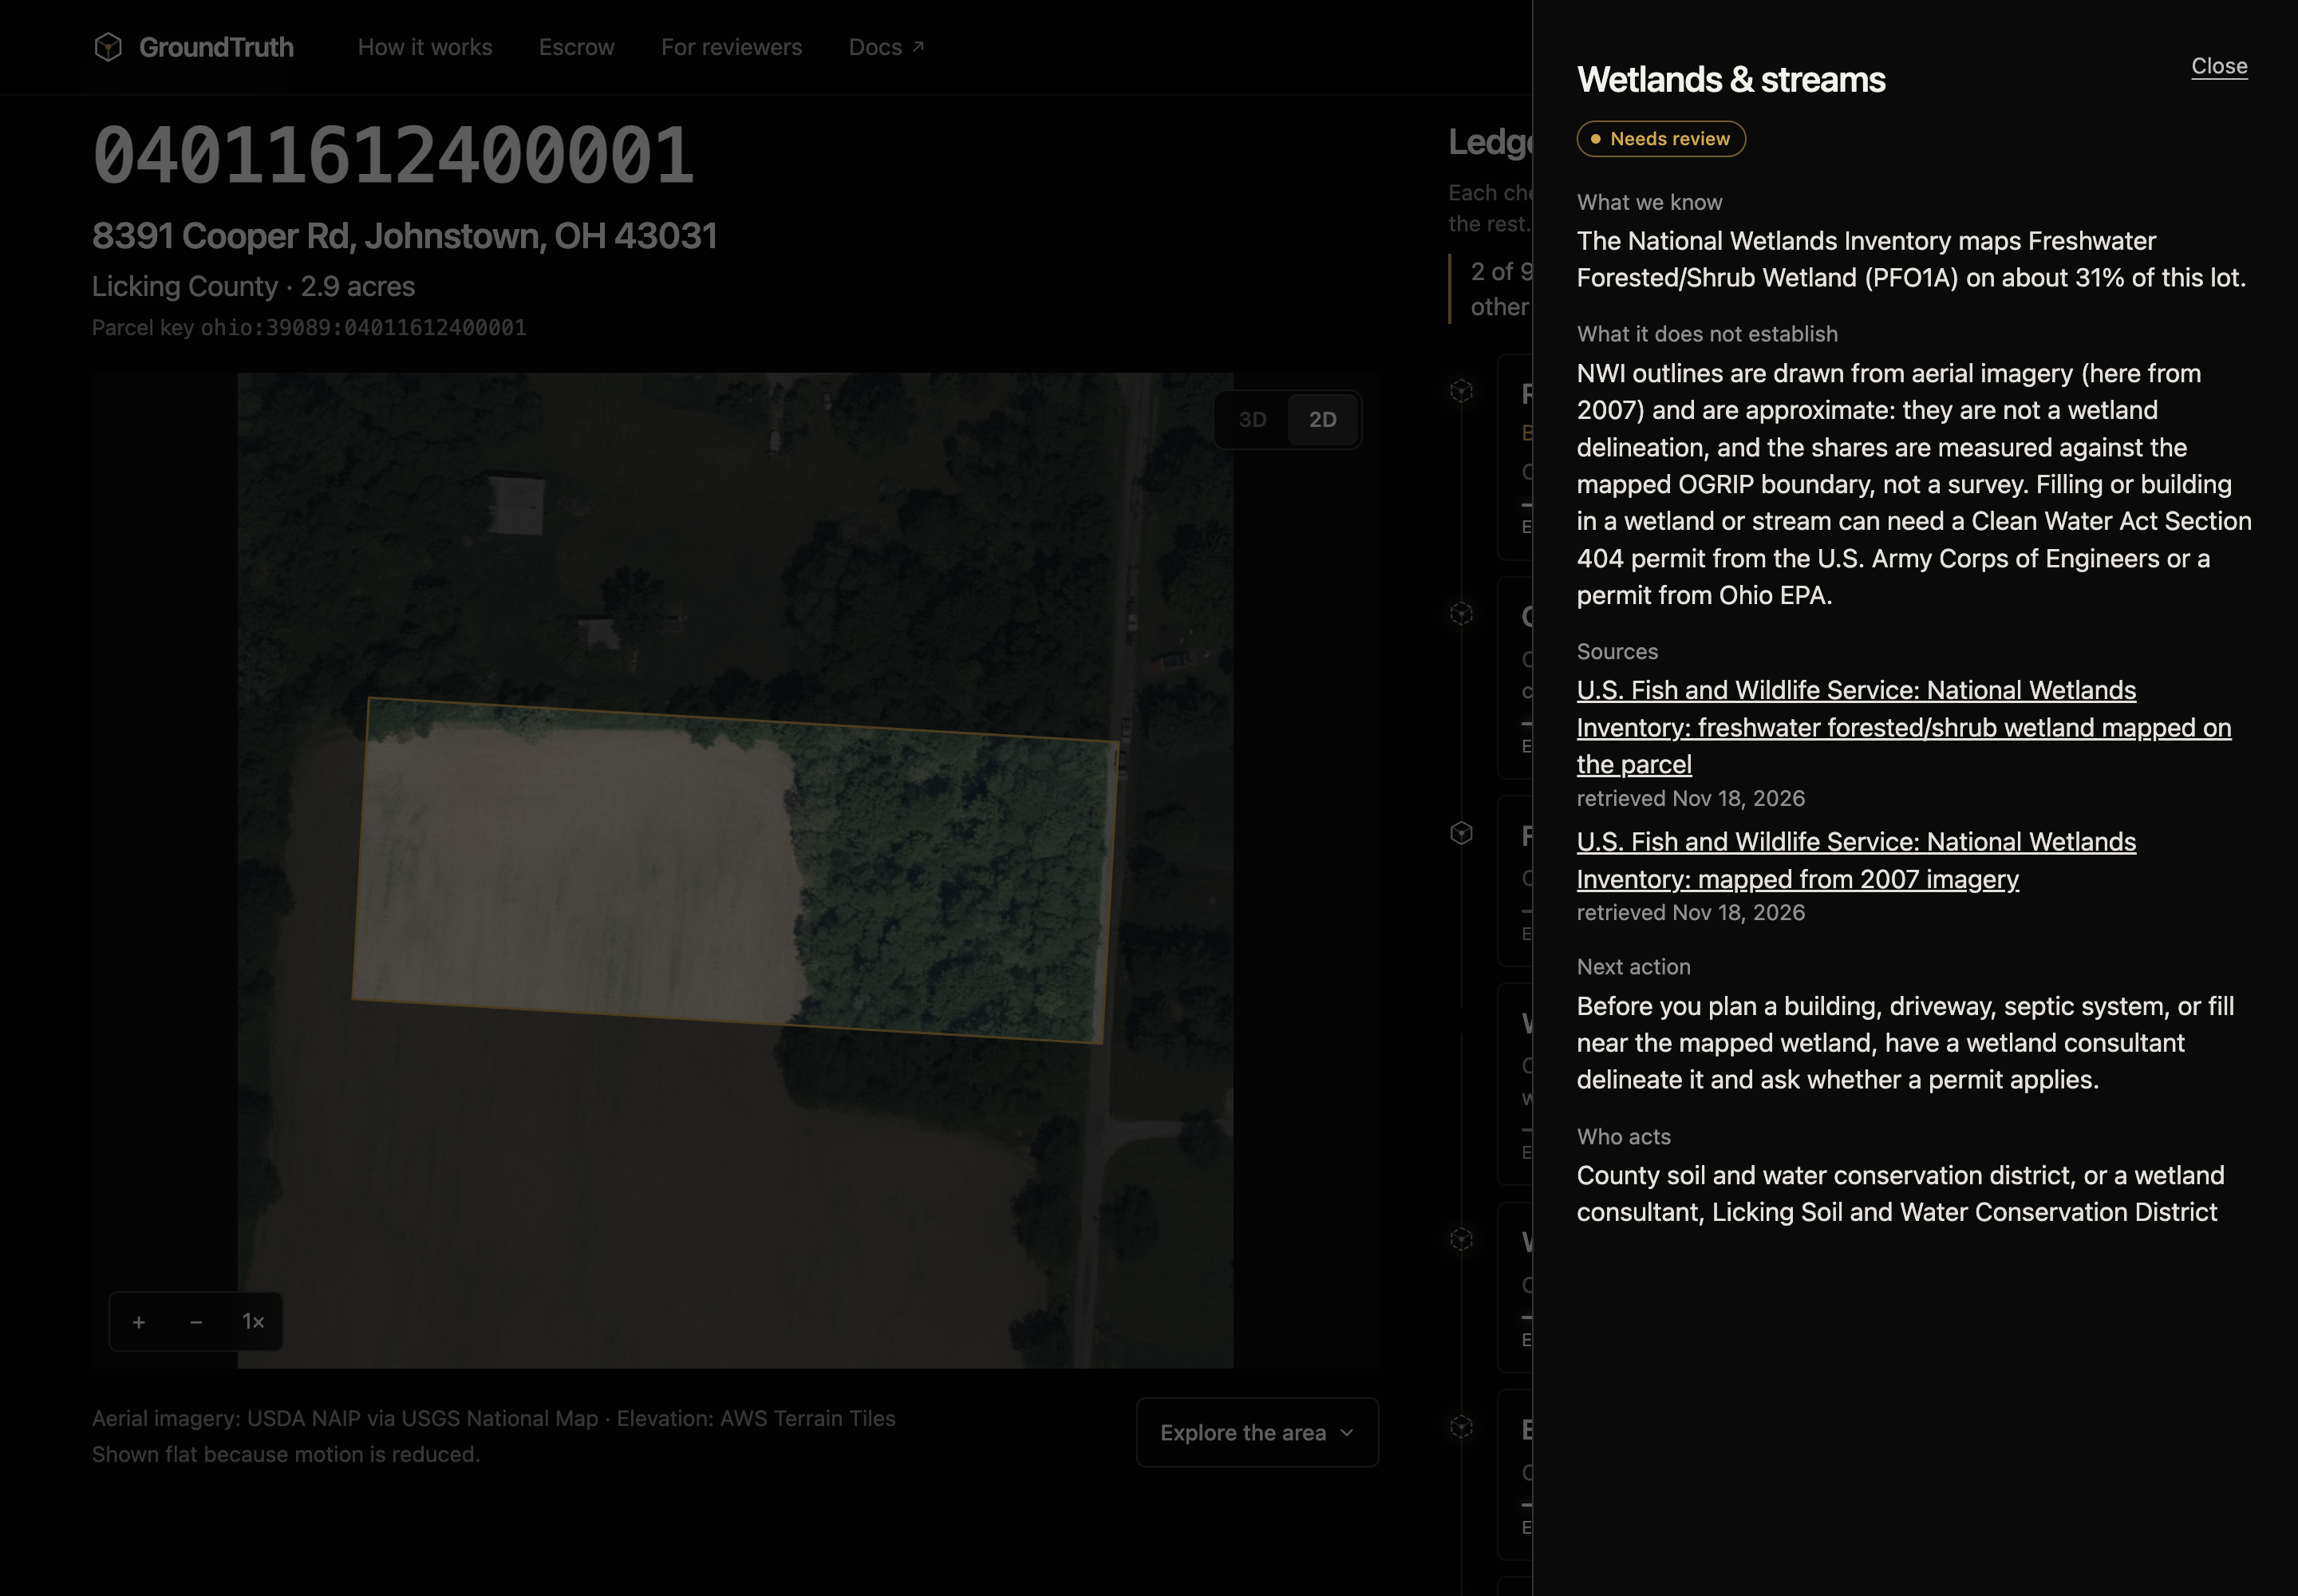 GroundTruth
How it works
Escrow
For reviewers
Docs ↗
04011612400001
8391 Cooper Rd, Johnstown, OH 43031
Licking County · 2.9 acres
Parcel key ohio:39089:04011612400001
3D
2D
+
−
1×
Aerial imagery: USDA NAIP via USGS National Map · Elevation: AWS Terrain Tiles
Shown flat because motion is reduced.
Explore the area
the rest.
2 of 9
other
Wetlands & streams
Close
Needs review
What we know
The National Wetlands Inventory maps Freshwater
Forested/Shrub Wetland (PFO1A) on about 31% of this lot.
What it does not establish
NWI outlines are drawn from aerial imagery (here from
2007) and are approximate: they are not a wetland
delineation, and the shares are measured against the
mapped OGRIP boundary, not a survey. Filling or building
in a wetland or stream can need a Clean Water Act Section
404 permit from the U.S. Army Corps of Engineers or a
permit from Ohio EPA.
Sources
U.S. Fish and Wildlife Service: National Wetlands
Inventory: freshwater forested/shrub wetland mapped on
the parcel
retrieved Nov 18, 2026
U.S. Fish and Wildlife Service: National Wetlands
Inventory: mapped from 2007 imagery
retrieved Nov 18, 2026
Next action
Before you plan a building, driveway, septic system, or fill
near the mapped wetland, have a wetland consultant
delineate it and ask whether a permit applies.
Who acts
County soil and water conservation district, or a wetland
consultant, Licking Soil and Water Conservation District